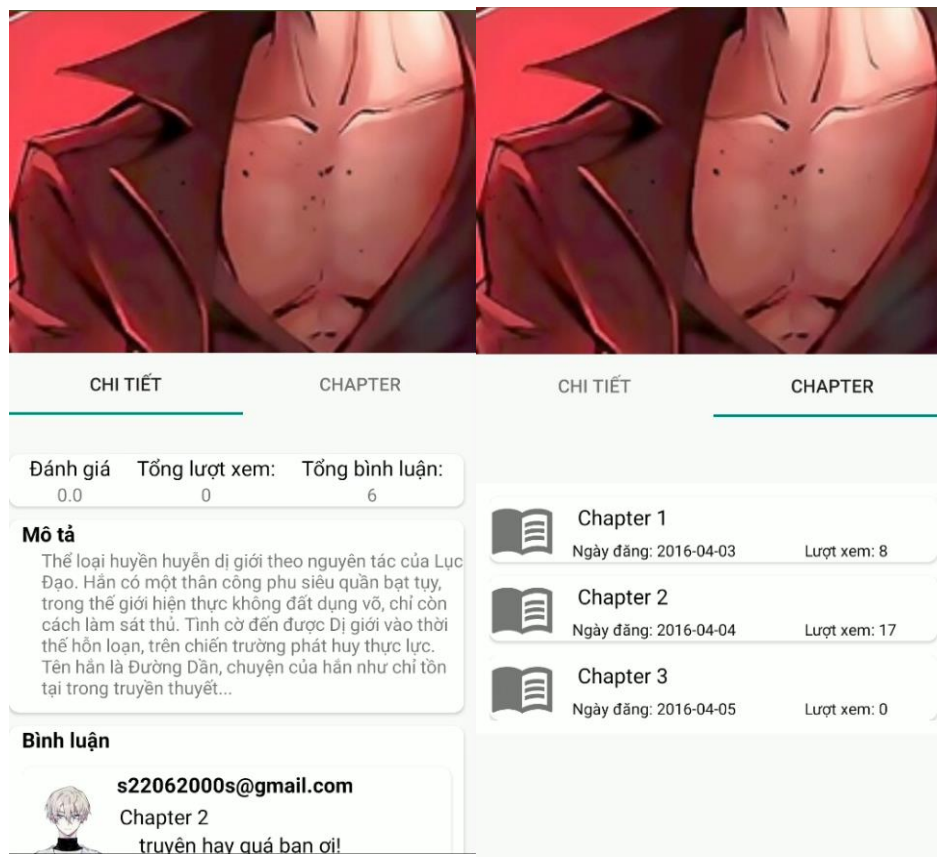 CHI TIẾT CHAPTER
Đánh giá Tổng lượt xem: Tổng bình luận:
0.0 0 6
Mô tả
Thể loại huyền huyễn dị giới theo nguyên tác của Lục
Đạo. Hắn có một thân công phu siêu quần bạt tụy,
trong thế giới hiện thực không đất dụng võ, chỉ còn
cách làm sát thủ. Tình cờ đến được Dị giới vào thời
thế hỗn loạn, trên chiến trường phát huy thực lực.
Tên hắn là Đường Dần, chuyện của hắn như chỉ tồn
tại trong truyền thuyết...
Bình luận
s22062000s@gmail.com
Chapter 2
truyện hay quá bạn ơi!
CHI TIẾT CHAPTER
Chapter 1
Ngày đăng: 2016-04-03 Lượt xem: 8
Chapter 2
Ngày đăng: 2016-04-04 Lượt xem: 17
Chapter 3
Ngày đăng: 2016-04-05 Lượt xem: 0